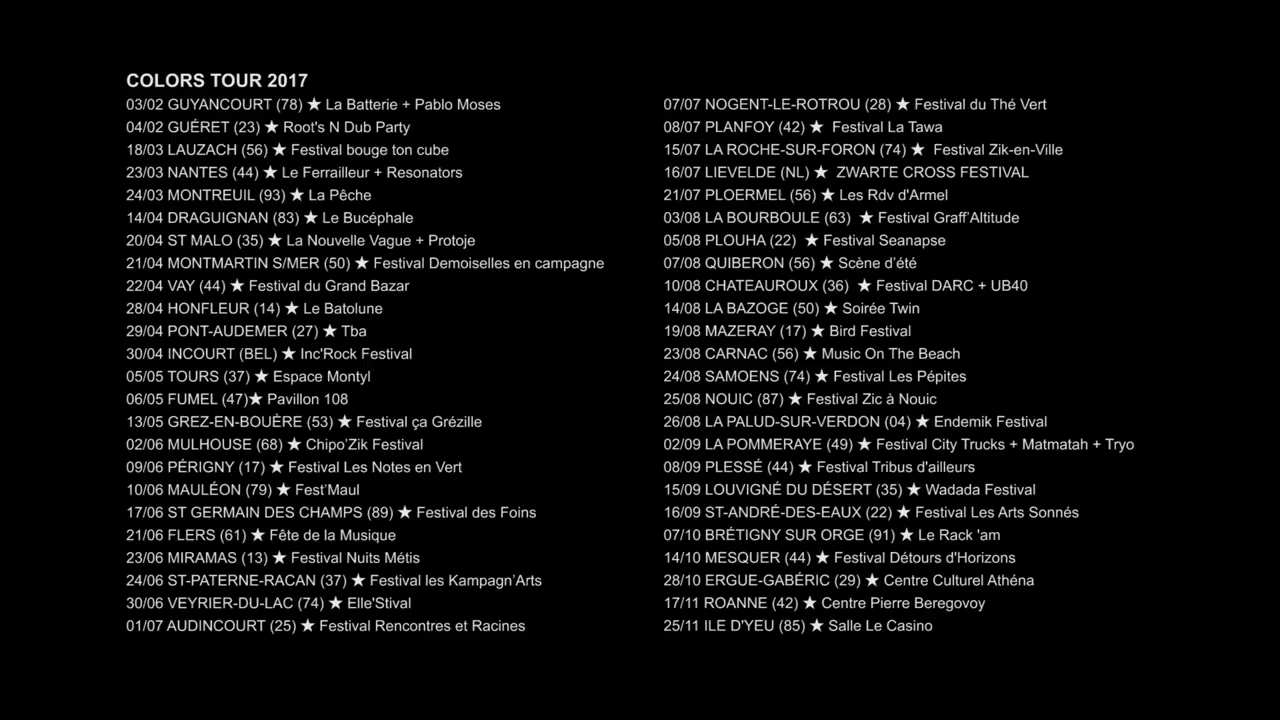 COLORS TOUR 2017
03/02 GUYANCOURT (78) ★ La Batterie + Pablo Moses
04/02 GUÉRET (23) ★ Root's N Dub Party
18/03 LAUZACH (56) ★ Festival bouge ton cube
23/03 NANTES (44) ★ Le Ferrailleur + Resonators
24/03 MONTREUIL (93) ★ La Pêche
14/04 DRAGUIGNAN (83) ★ Le Bucéphale
20/04 ST MALO (35) ★ La Nouvelle Vague + Protoje
21/04 MONTMARTIN S/MER (50) ★ Festival Demoiselles en campagne
22/04 VAY (44) ★ Festival du Grand Bazar
28/04 HONFLEUR (14) ★ Le Batolune
29/04 PONT-AUDEMER (27) ★ Tba
30/04 INCOURT (BEL) ★ Inc'Rock Festival
05/05 TOURS (37) ★ Espace Montyl
06/05 FUMEL (47)★ Pavillon 108
13/05 GREZ-EN-BOUÈRE (53) ★ Festival ça Grézille
02/06 MULHOUSE (68) ★ Chipo’Zik Festival
09/06 PÉRIGNY (17) ★ Festival Les Notes en Vert
10/06 MAULÉON (79) ★ Fest’Maul
17/06 ST GERMAIN DES CHAMPS (89) ★ Festival des Foins
21/06 FLERS (61) ★ Fête de la Musique
23/06 MIRAMAS (13) ★ Festival Nuits Métis
24/06 ST-PATERNE-RACAN (37) ★ Festival les Kampagn’Arts
30/06 VEYRIER-DU-LAC (74) ★ Elle'Stival
01/07 AUDINCOURT (25) ★ Festival Rencontres et Racines
07/07 NOGENT-LE-ROTROU (28) ★ Festival du Thé Vert
08/07 PLANFOY (42) ★ Festival La Tawa
15/07 LA ROCHE-SUR-FORON (74) ★ Festival Zik-en-Ville
16/07 LIEVELDE (NL) ★ ZWARTE CROSS FESTIVAL
21/07 PLOERMEL (56) ★ Les Rdv d'Armel
03/08 LA BOURBOULE (63) ★ Festival Graff’Altitude
05/08 PLOUHA (22) ★ Festival Seanapse
07/08 QUIBERON (56) ★ Scène d’été
10/08 CHATEAUROUX (36) ★ Festival DARC + UB40
14/08 LA BAZOGE (50) ★ Soirée Twin
19/08 MAZERAY (17) ★ Bird Festival
23/08 CARNAC (56) ★ Music On The Beach
24/08 SAMOENS (74) ★ Festival Les Pépites
25/08 NOUIC (87) ★ Festival Zic à Nouic
26/08 LA PALUD-SUR-VERDON (04) ★ Endemik Festival
02/09 LA POMMERAYE (49) ★ Festival City Trucks + Matmatah + Tryo
08/09 PLESSÉ (44) ★ Festival Tribus d'ailleurs
15/09 LOUVIGNÉ DU DÉSERT (35) ★ Wadada Festival
16/09 ST-ANDRÉ-DES-EAUX (22) ★ Festival Les Arts Sonnés
07/10 BRÉTIGNY SUR ORGE (91) ★ Le Rack 'am
14/10 MESQUER (44) ★ Festival Détours d'Horizons
28/10 ERGUE-GABÉRIC (29) ★ Centre Culturel Athéna
17/11 ROANNE (42) ★ Centre Pierre Beregovoy
25/11 ILE D'YEU (85) ★ Salle Le Casino